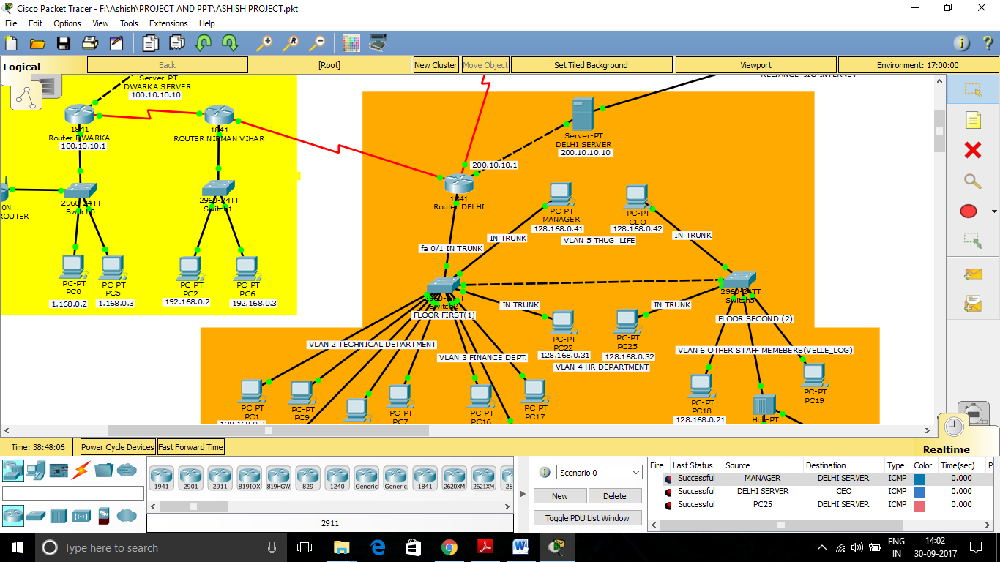 Cisco Packet Tracer - F:\Ashish\PROJECT AND PPT\ASHISH PROJECT.pkt
File Edit Options View Tools Extensions Help
Logical
Back
[Root]
New Cluster
Move Object
Set Tiled Background
Viewport
Environment: 17:00:00
Server-PT
DWARKA SERVER
100.10.10.10
RELIANCE JIO INTERNET
1841
Router DWARKA
100.10.10.1
1841
ROUTER NIRMAN VIHAR
Server-PT
DELHI SERVER
200.10.10.10
200.10.10.1
1841
Router DELHI
2960-24TT
Switch0
2960-24TT
Switch1
ROUTER
PC-PT
MANAGER
128.168.0.41
PC-PT
CEO
128.168.0.42
IN TRUNK
VLAN 5 THUG_LIFE
IN TRUNK
fa 0/1 IN TRUNK
PC-PT
PC0
1.168.0.2
PC-PT
PC5
1.168.0.3
PC-PT
PC2
192.168.0.2
PC-PT
PC6
192.168.0.3
2960-24TT
Switch2
FLOOR FIRST(1)
2960-24TT
Switch5
FLOOR SECOND (2)
IN TRUNK
IN TRUNK
VLAN 2 TECHNICAL DEPARTMENT
VLAN 3 FINANCE DEPT.
PC-PT
PC22
128.168.0.31
PC-PT
PC25
128.168.0.32
VLAN 4 HR DEPARTMENT
VLAN 6 OTHER STAFF MEMEBERS(VELLE_LOG)
PC-PT
PC1
128.168.0.2
PC-PT
PC9
PC-PT
PC7
PC-PT
PC16
PC-PT
PC17
PC-PT
PC18
128.168.0.21
Hub-PT
PC-PT
PC19
Time: 38:48:06
Power Cycle Devices
Fast Forward Time
Realtime
1941 2901 2911 819IOX 819HGW 829 1240 Generic Generic 1841 2620XM 2621XM 28
2911
Scenario 0
New
Delete
Toggle PDU List Window
Fire Last Status Source Destination Type Color Time(sec) P
Successful MANAGER DELHI SERVER ICMP 0.000
Successful DELHI SERVER CEO ICMP 0.000
Successful PC25 DELHI SERVER ICMP 0.000
Type here to search
ENG
IN
14:02
30-09-2017